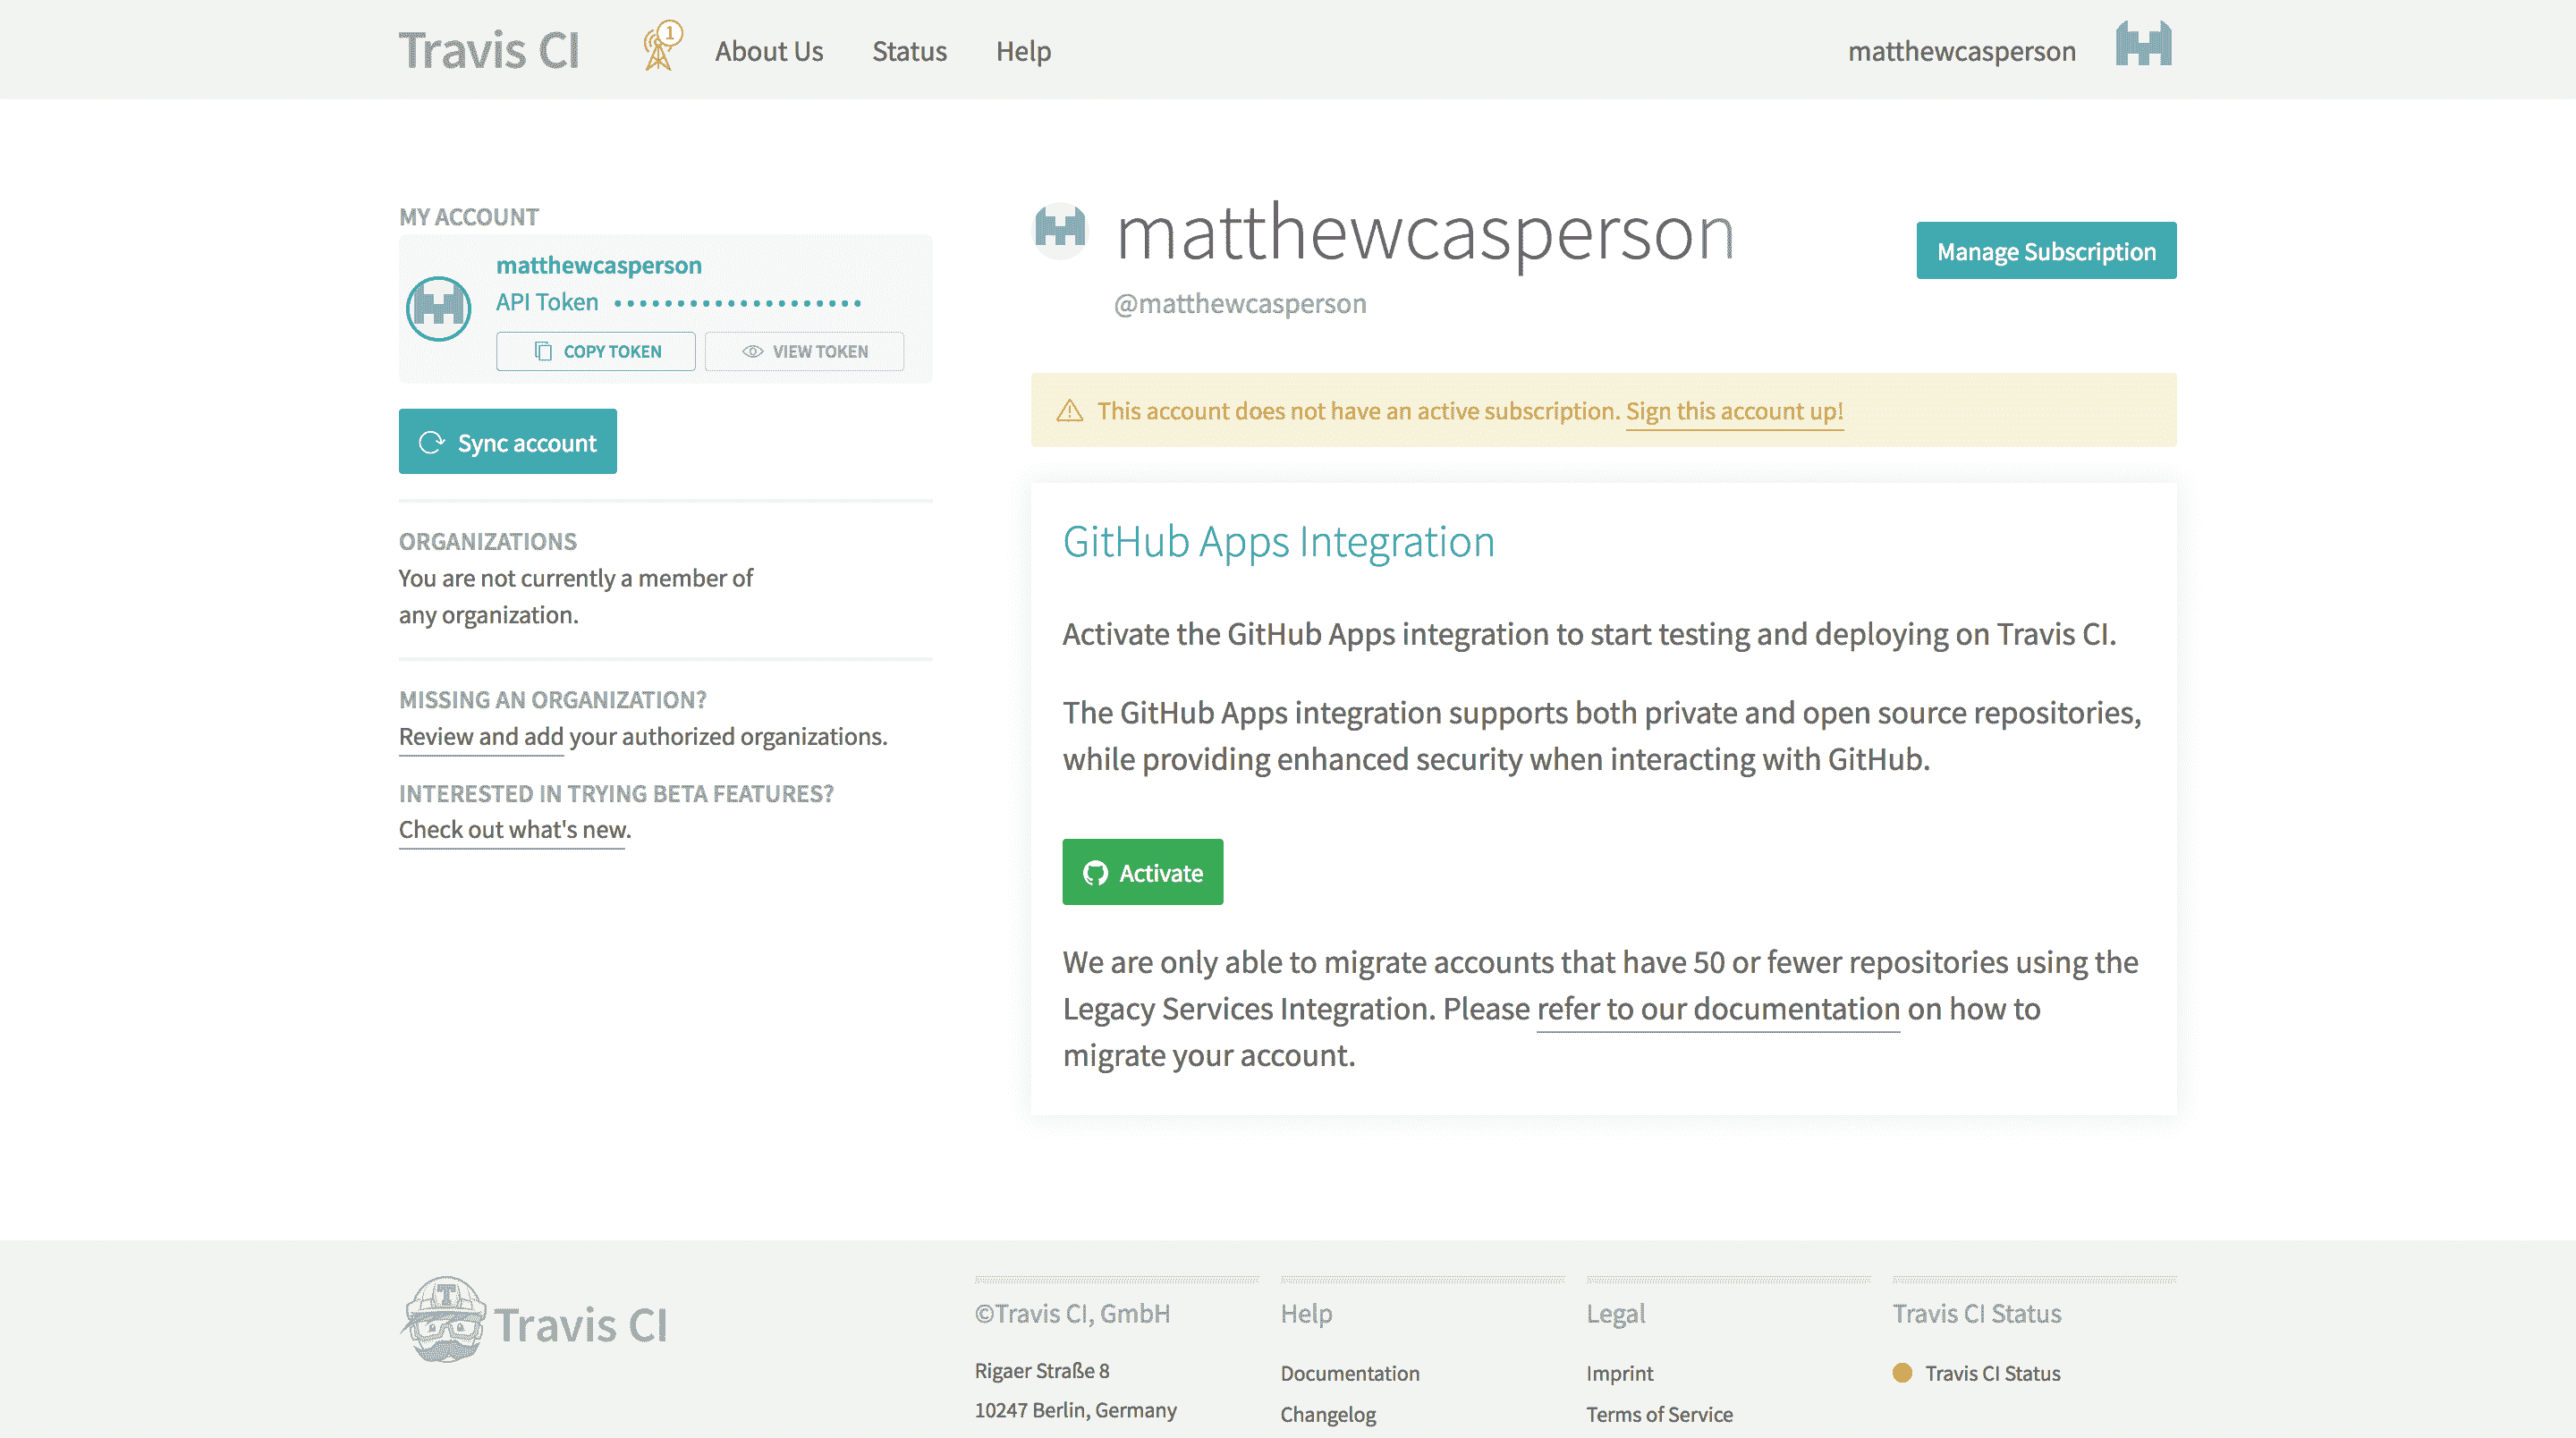 Travis CI
1
About Us
Status
Help
matthewcasperson
MY ACCOUNT
matthewcasperson
API Token
COPY TOKEN
VIEW TOKEN
Sync account
ORGANIZATIONS
You are not currently a member of
any organization.
MISSING AN ORGANIZATION?
Review and add your authorized organizations.
INTERESTED IN TRYING BETA FEATURES?
Check out what's new.
matthewcasperson
@matthewcasperson
Manage Subscription
This account does not have an active subscription. Sign this account up!
GitHub Apps Integration
Activate the GitHub Apps integration to start testing and deploying on Travis CI.
The GitHub Apps integration supports both private and open source repositories,
while providing enhanced security when interacting with GitHub.
Activate
We are only able to migrate accounts that have 50 or fewer repositories using the
Legacy Services Integration. Please refer to our documentation on how to
migrate your account.
T
Travis CI
©Travis CI, GmbH
Rigaer Straße 8
10247 Berlin, Germany
Help
Documentation
Changelog
Legal
Imprint
Terms of Service
Travis CI Status
Travis CI Status